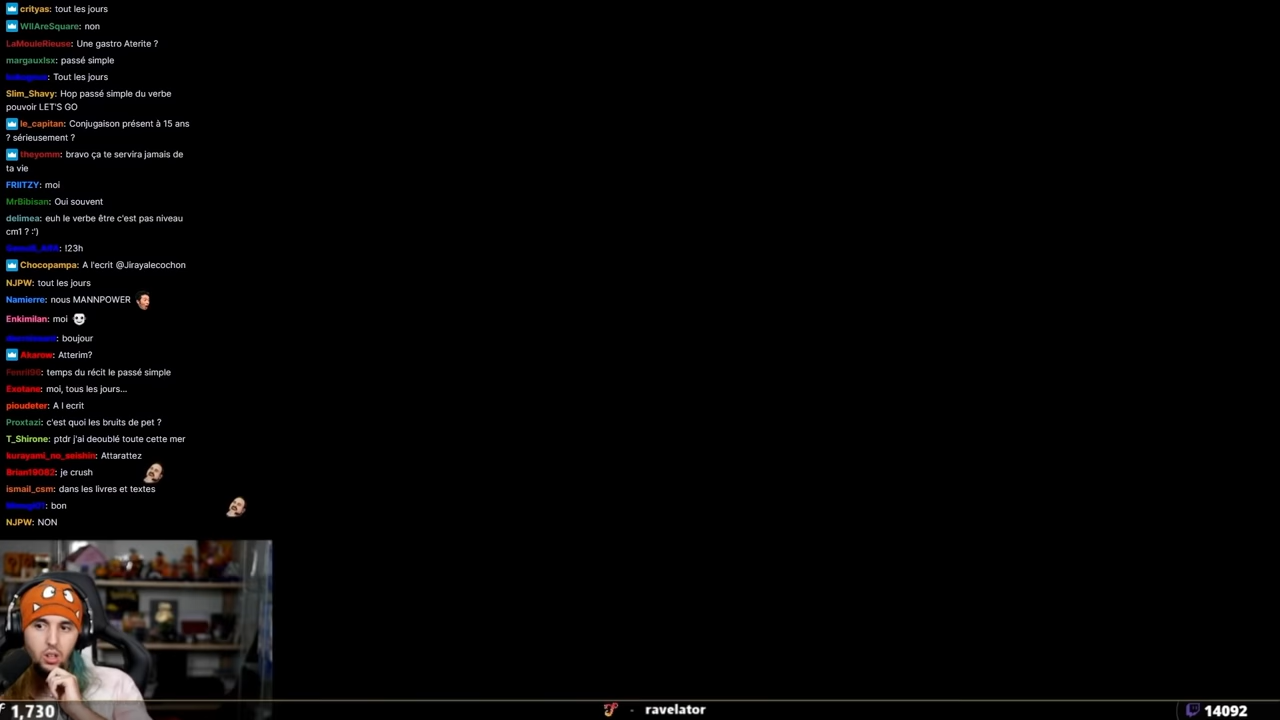 crityas: tout les jours
WIIAreSquare: non
LaMouleRieuse: Une gastro Aterite ?
margauxlsx: passé simple
: Tout les jours
Slim_Shavy: Hop passé simple du verbe
pouvoir LET'S GO
le_capitan: Conjugaison présent à 15 ans
? sérieusement ?
theyomm: bravo ça te servira jamais de
ta vie
FRIITZY: moi
MrBibisan: Oui souvent
delimea: euh le verbe être c'est pas niveau
cm1 ? :')
: !23h
Chocopampa: A l'ecrit @Jirayalecochon
NJPW: tout les jours
Namierre: nous MANNPOWER
Enkimilan: moi
: boujour
Akarow: Atterim?
Fenril96: temps du récit le passé simple
Exotane: moi, tous les jours...
pioudeter: A l ecrit
Proxtazi: c'est quoi les bruits de pet ?
T_Shirone: ptdr j'ai deoublé toute cette mer
kurayami_no_seishin: Attarattez
Brian19082: je crush
ismail_csm: dans les livres et textes
: bon
NJPW: NON
1,730
- ravelator
14092